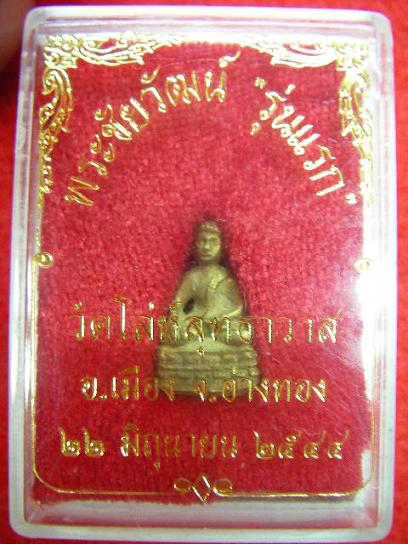 พระชัยวัฒน์ "รุ่นแรก"
วัดโล่ห์สุทธาวาส
อ.เมือง จ.อ่างทอง
๒๒ มิถุนายน ๒๕๔๔